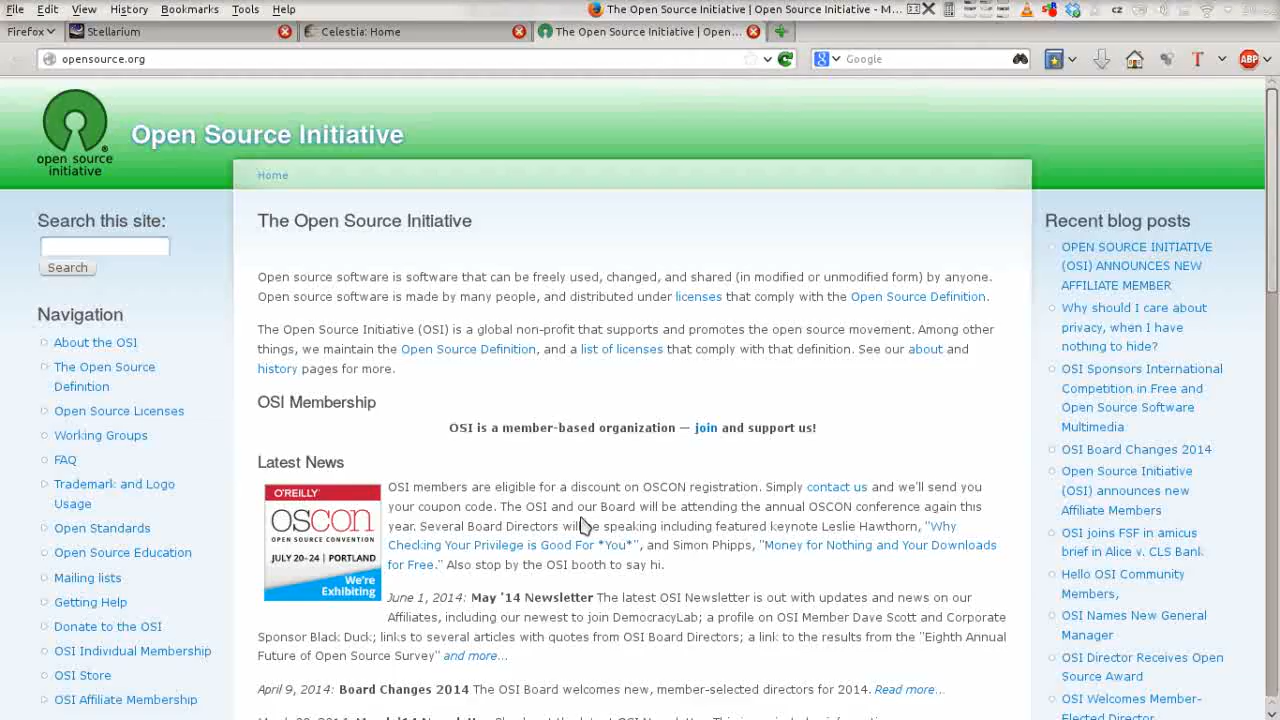 File Edit View History Bookmarks Tools Help
The Open Source Initiative | Open Source Initiative - M...
cz
Firefox
Stellarium
Celestia: Home
The Open Source Initiative | Open...
opensource.org
Google
ABP
open source
initiative
Open Source Initiative
Home
Search this site:
Search
Navigation
About the OSI
The Open Source
Definition
Open Source Licenses
Working Groups
FAQ
Trademark and Logo
Usage
Open Standards
Open Source Education
Mailing lists
Getting Help
Donate to the OSI
OSI Individual Membership
OSI Store
OSI Affiliate Membership
The Open Source Initiative
Open source software is software that can be freely used, changed, and shared (in modified or unmodified form) by anyone.
Open source software is made by many people, and distributed under licenses that comply with the Open Source Definition.
The Open Source Initiative (OSI) is a global non-profit that supports and promotes the open source movement. Among other
things, we maintain the Open Source Definition, and a list of licenses that comply with that definition. See our about and
history pages for more.
OSI Membership
OSI is a member-based organization — join and support us!
Latest News
O'REILLY
OSCON
OPEN SOURCE CONVENTION
JULY 20–24 | PORTLAND
We're
Exhibiting
OSI members are eligible for a discount on OSCON registration. Simply contact us and we'll send you
your coupon code. The OSI and our Board will be attending the annual OSCON conference again this
year. Several Board Directors will be speaking including featured keynote Leslie Hawthorn, "Why
Checking Your Privilege is Good For *You*", and Simon Phipps, "Money for Nothing and Your Downloads
for Free." Also stop by the OSI booth to say hi.
June 1, 2014: May '14 Newsletter The latest OSI Newsletter is out with updates and news on our
Affiliates, including our newest to join DemocracyLab; a profile on OSI Member Dave Scott and Corporate
Sponsor Black Duck; links to several articles with quotes from OSI Board Directors; a link to the results from the "Eighth Annual
Future of Open Source Survey" and more...
April 9, 2014: Board Changes 2014 The OSI Board welcomes new, member-selected directors for 2014. Read more...
Recent blog posts
OPEN SOURCE INITIATIVE
(OSI) ANNOUNCES NEW
AFFILIATE MEMBER
Why should I care about
privacy, when I have
nothing to hide?
OSI Sponsors International
Competition in Free and
Open Source Software
Multimedia
OSI Board Changes 2014
Open Source Initiative
(OSI) announces new
Affiliate Members
OSI joins FSF in amicus
brief in Alice v. CLS Bank.
Hello OSI Community
Members,
OSI Names New General
Manager
OSI Director Receives Open
Source Award
OSI Welcomes Member-
Elected Director